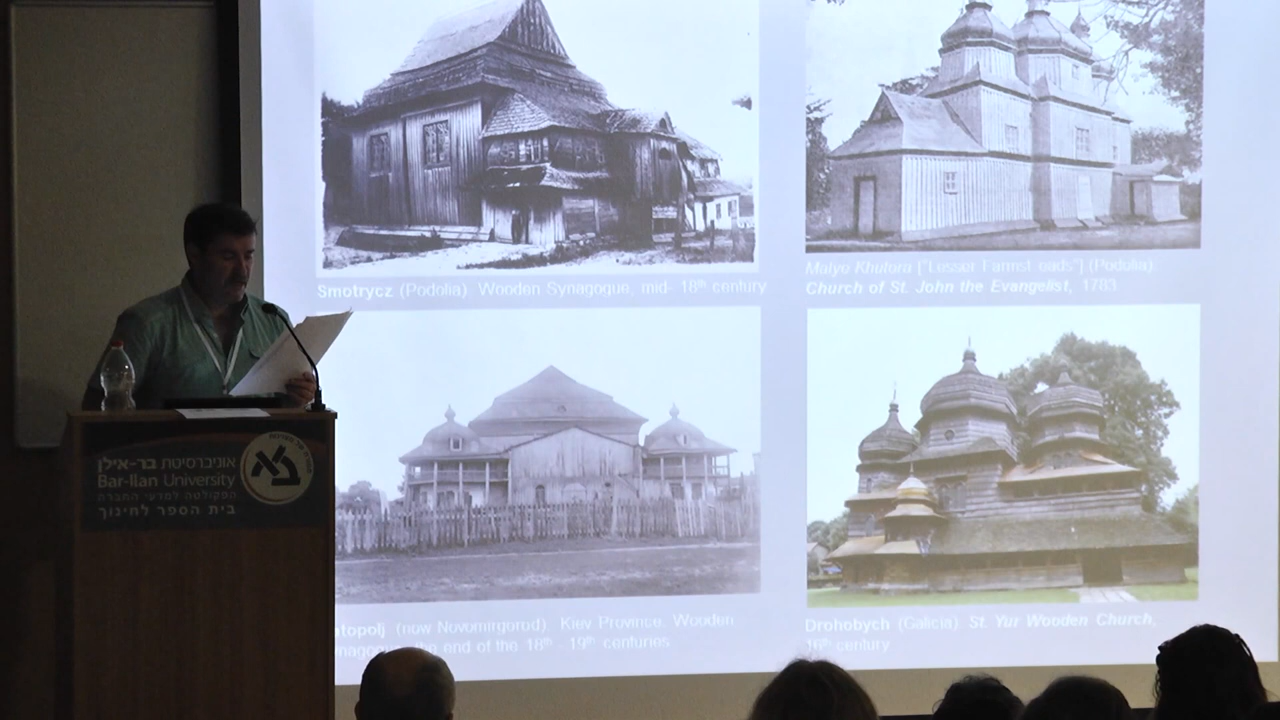 Smotrycz (Podolia). Wooden Synagogue, mid- 18th century
Malye Khutora ["Lesser Farmsteads"] (Podolia).
Church of St. John the Evangelist, 1783
(now Novomirgorod). Kiev Province. Wooden
the end of the 18th 19th centuries
Drohobych (Galicia) St. Yur Wooden Church,
16th century
אוניברסיטת בר-אילן
Bar-Ilan University
הפקולטה למדעי החברה
בית הספר לחינוך